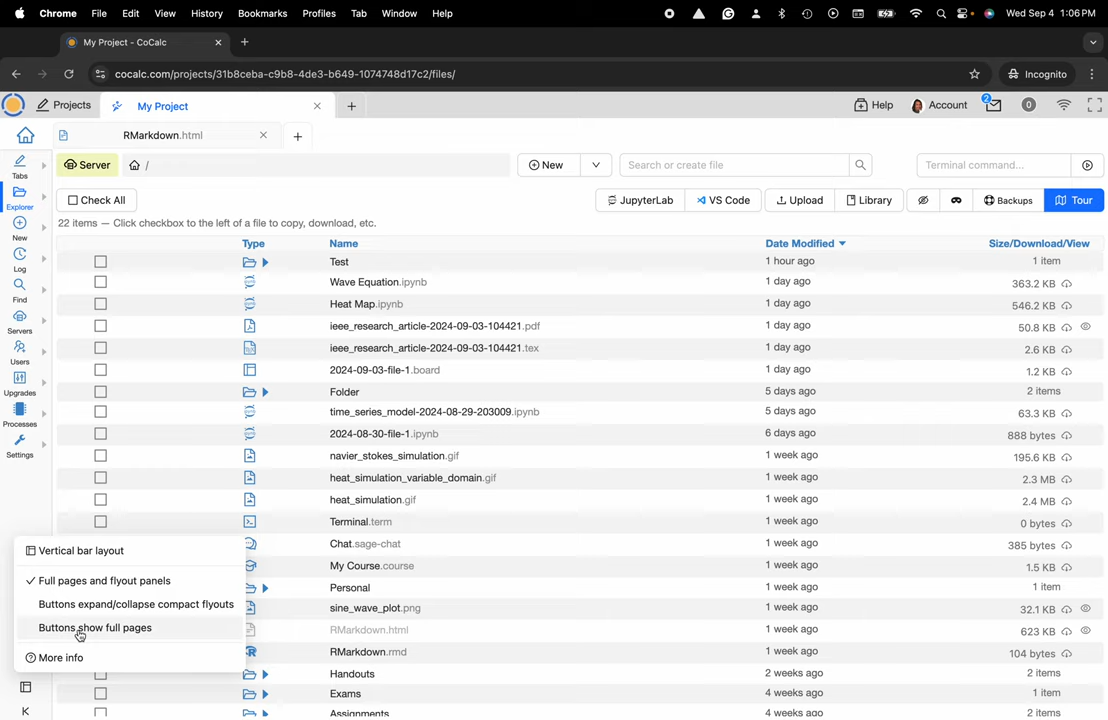 Chrome File Edit View History Bookmarks Profiles Tab Window Help Wed Sep 4 1:06 PM
My Project - CoCalc
cocalc.com/projects/31b8ceba-c9b8-4de3-b649-1074748d17c2/files/ Incognito
Projects My Project Help Account 2 0
RMarkdown.html
Tabs
Server / New Search or create file Terminal command...
Explorer
Check All JupyterLab VS Code Upload Library Backups Tour
New
22 items — Click checkbox to the left of a file to copy, download, etc.
Type Name Date Modified Size/Download/View
Log
Test 1 hour ago 1 item
Wave Equation.ipynb 1 day ago 363.2 KB
Find
Heat Map.ipynb 1 day ago 546.2 KB
Servers
ieee_research_article-2024-09-03-104421.pdf 1 day ago 50.8 KB
Users
ieee_research_article-2024-09-03-104421.tex 1 day ago 2.6 KB
2024-09-03-file-1.board 1 day ago 1.2 KB
Upgrades
Folder 5 days ago 2 items
time_series_model-2024-08-29-203009.ipynb 5 days ago 63.3 KB
Processes
2024-08-30-file-1.ipynb 6 days ago 888 bytes
Settings
navier_stokes_simulation.gif 1 week ago 195.6 KB
heat_simulation_variable_domain.gif 1 week ago 2.3 MB
heat_simulation.gif 1 week ago 2.4 MB
Terminal.term 1 week ago 0 bytes
Chat.sage-chat 1 week ago 385 bytes
Vertical bar layout
My Course.course 1 week ago 1.5 KB
Full pages and flyout panels
Personal 1 week ago 1 item
Buttons expand/collapse compact flyouts
sine_wave_plot.png 1 week ago 32.1 KB
Buttons show full pages
RMarkdown.html 1 week ago 623 KB
More info
RMarkdown.rmd 1 week ago 104 bytes
Handouts 2 weeks ago 2 items
Exams 4 weeks ago 1 item
Assignments 4 weeks ago 2 items